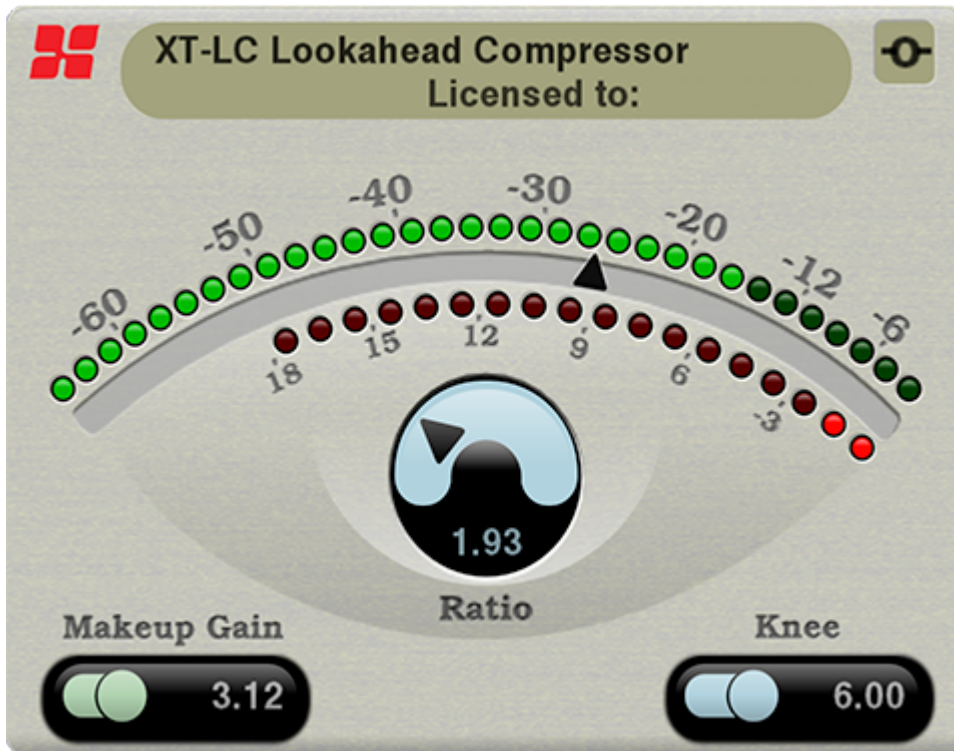 XT-LC Lookahead Compressor
Licensed to:
-60 -50 -40 -30 -20 -12 -6
18 15 12 9 6 -3
1.93
Ratio
Makeup Gain
Knee
3.12
6.00